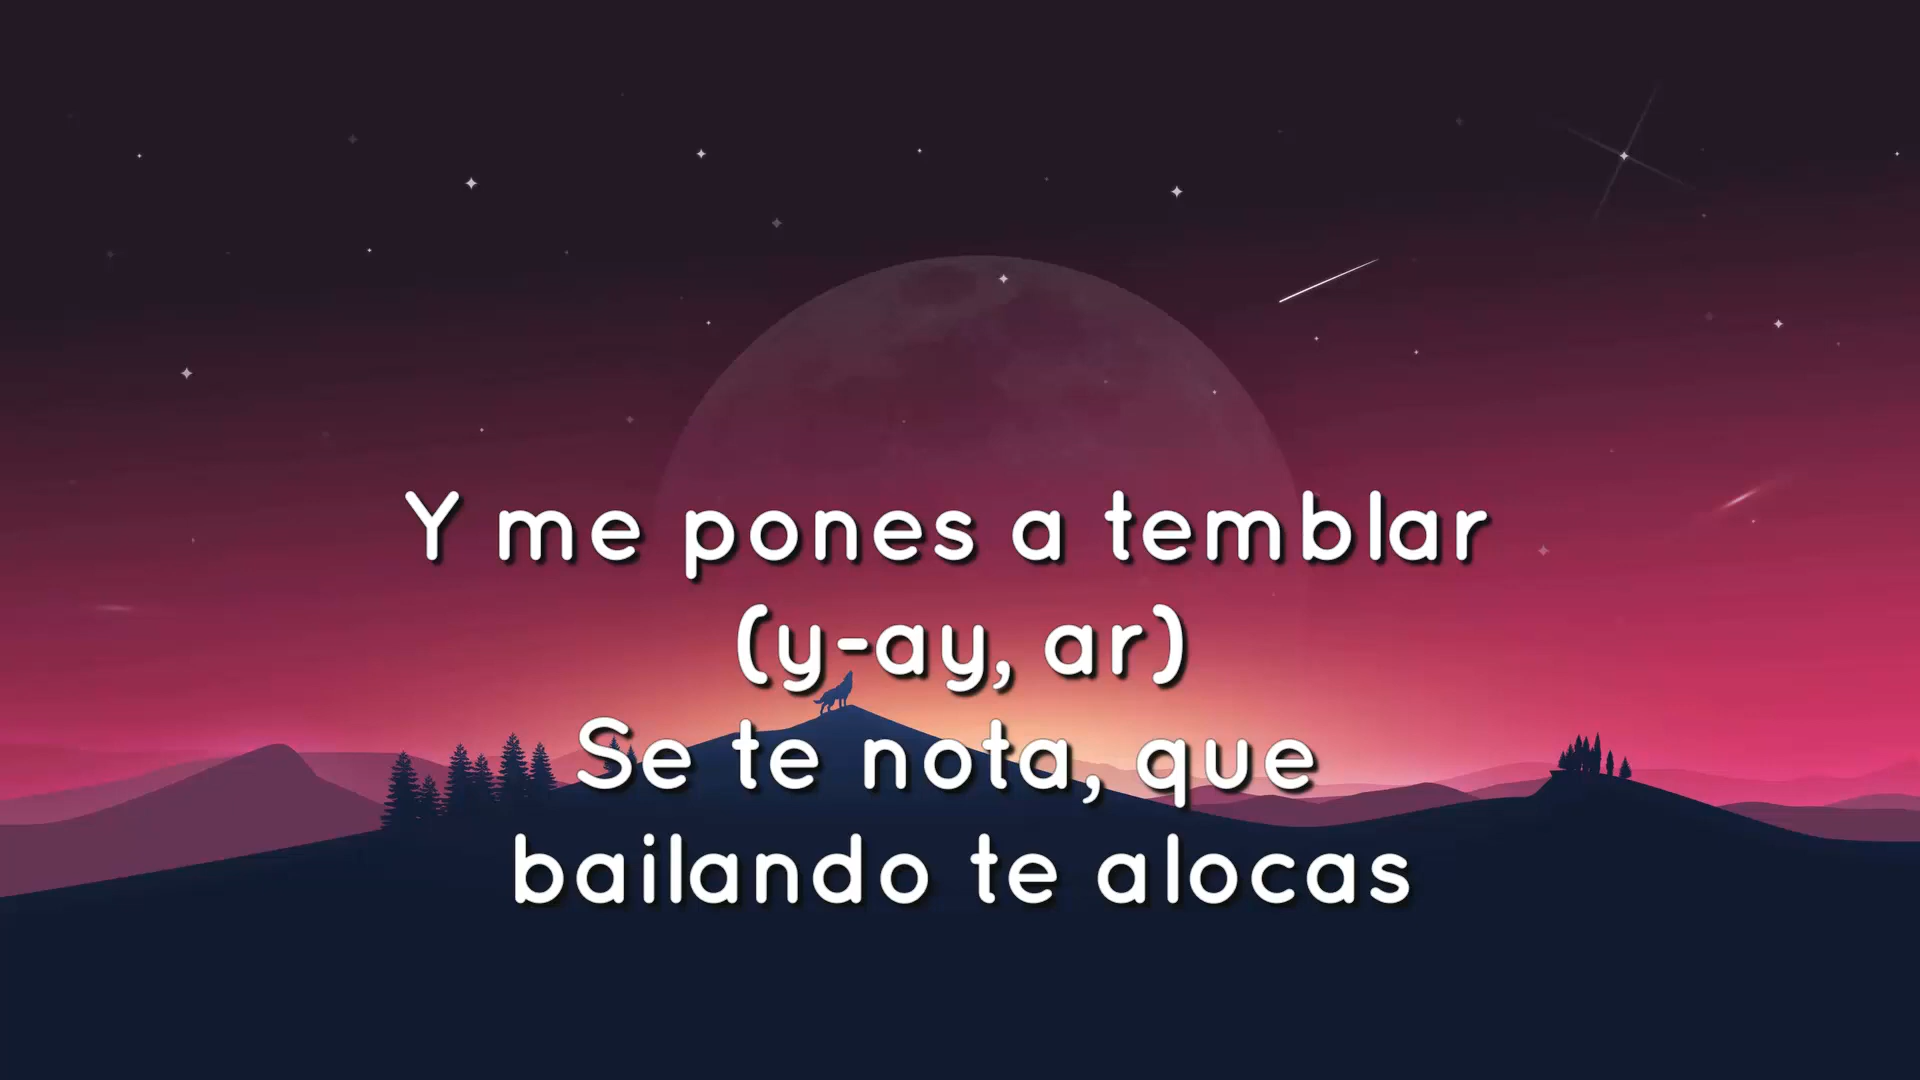 Y me pones a temblar
(y-ay, ar)
Se te nota, que
bailando te alocas